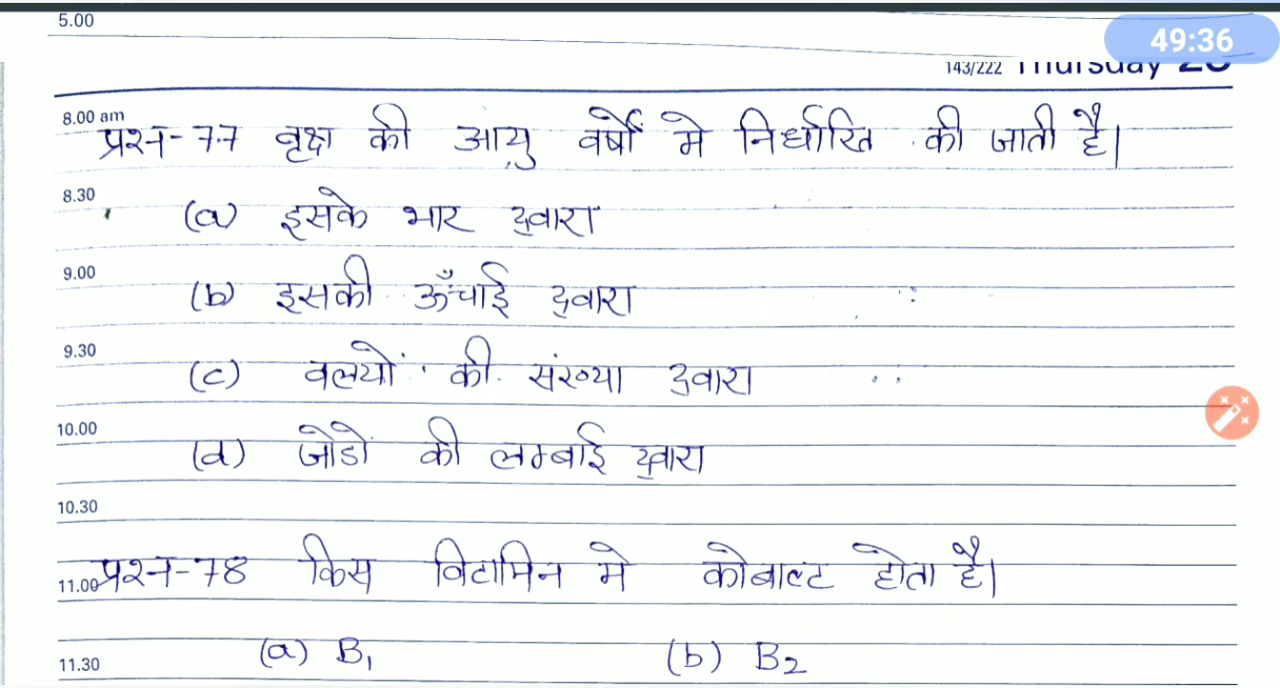 5.00
49:36
143/222 Thursday
8.00 am
प्रश्न-77 वृक्ष की आयु वर्षों मे निर्धारित की जाती है।
8.30
(a) इसके भार द्वारा
9.00
(b) इसकी ऊँचाई द्वारा
9.30
(c) वलयों की संख्या द्वारा
10.00
(d) जोडों की लम्बाई द्वारा
10.30
11.00
प्रश्न-78 किस विटामिन मे कोबाल्ट होता है।
(a) B₁ (b) B₂
11.30